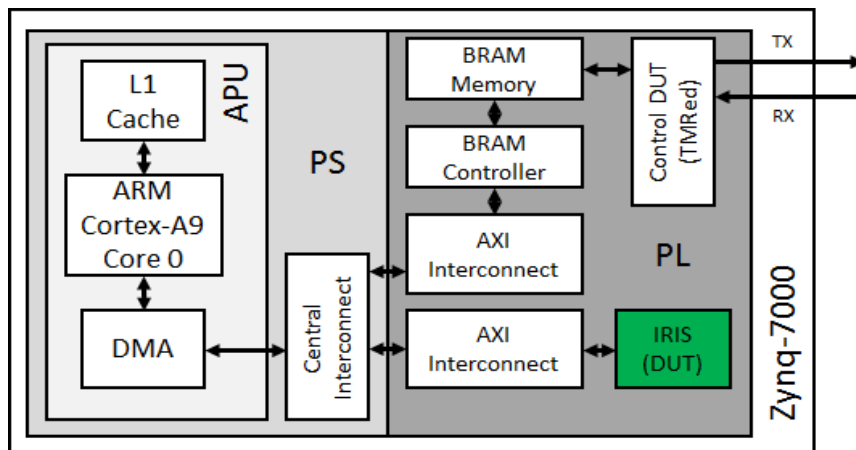 L1
Cache
APU
ARM
Cortex-A9
Core 0
DMA
PS
Central
Interconnect
BRAM
Memory
BRAM
Controller
AXI
Interconnect
AXI
Interconnect
Control DUT
(TMRed)
PL
IRIS
(DUT)
TX
RX
Zynq-7000